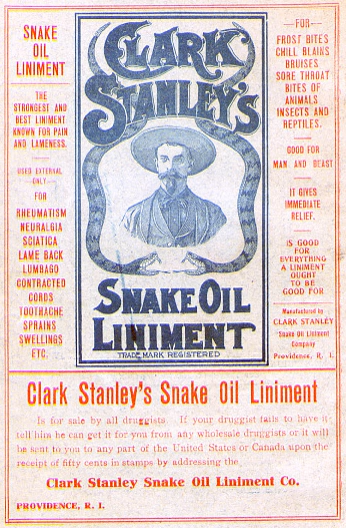 SNAKE
OIL
LINIMENT
THE
STRONGEST AND
BEST LINIMENT
KNOWN FOR PAIN
AND LAMENESS.
USED EXTERNAL
ONLY
FOR
RHEUMATISM
NEURALGIA
SCIATICA
LAME BACK
LUMBAGO
CONTRACTED
CORDS
TOOTHACHE
SPRAINS
SWELLINGS
ETC.
CLARK
STANLEY'S
SNAKE OIL
LINIMENT
TRADE MARK REGISTERED
—FOR—
FROST BITES
CHILL BLAINS
BRUISES
SORE THROAT
BITES OF
ANIMALS
INSECTS AND
REPTILES.
GOOD FOR
MAN AND BEAST
IT GIVES
IMMEDIATE
RELIEF.
IS GOOD
FOR
EVERYTHING
A LINIMENT
OUGHT
TO BE
GOOD FOR
Manufactured by
CLARK STANLEY
Snake Oil Liniment
Company
Providence, R. I.
Clark Stanley's Snake Oil Liniment
Is for sale by all druggists. If your druggist fails to have it
tell him he can get it for you from any wholesale druggists or it will
be sent to you to any part of the United States or Canada upon the
receipt of fifty cents in stamps by addressing the
Clark Stanley Snake Oil Liniment Co.
PROVIDENCE, R. I.